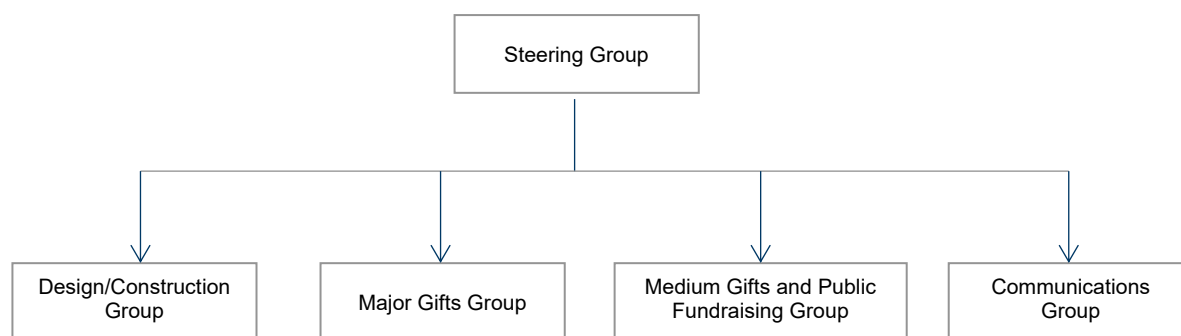 Steering Group
Design/Construction
Group
Major Gifts Group
Medium Gifts and Public
Fundraising Group
Communications
Group